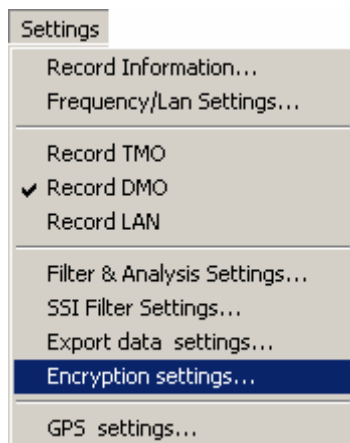 Settings
Record Information...
Frequency/Lan Settings...
Record TMO
Record DMO
Record LAN
Filter & Analysis Settings...
SSI Filter Settings...
Export data  settings...
Encryption settings...
GPS  settings...